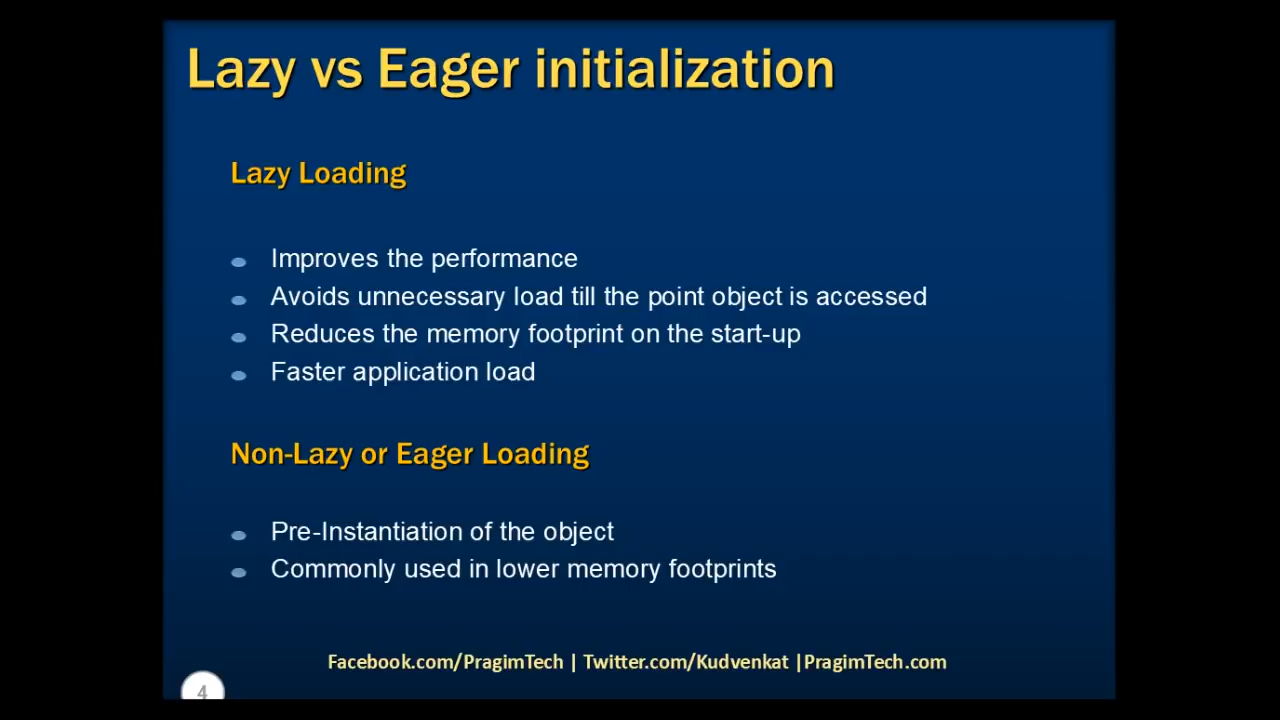 Lazy vs Eager initialization
Lazy Loading
Improves the performance
Avoids unnecessary load till the point object is accessed
Reduces the memory footprint on the start-up
Faster application load
Non-Lazy or Eager Loading
Pre-Instantiation of the object
Commonly used in lower memory footprints
Facebook.com/PragimTech | Twitter.com/Kudvenkat |PragimTech.com
4